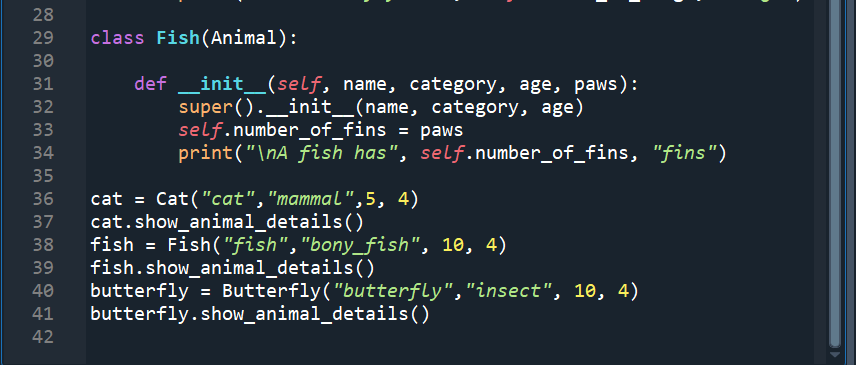 28
29 class Fish(Animal):
30
31     def __init__(self, name, category, age, paws):
32         super().__init__(name, category, age)
33         self.number_of_fins = paws
34         print("\nA fish has", self.number_of_fins, "fins")
35
36 cat = Cat("cat","mammal",5, 4)
37 cat.show_animal_details()
38 fish = Fish("fish","bony_fish", 10, 4)
39 fish.show_animal_details()
40 butterfly = Butterfly("butterfly","insect", 10, 4)
41 butterfly.show_animal_details()
42